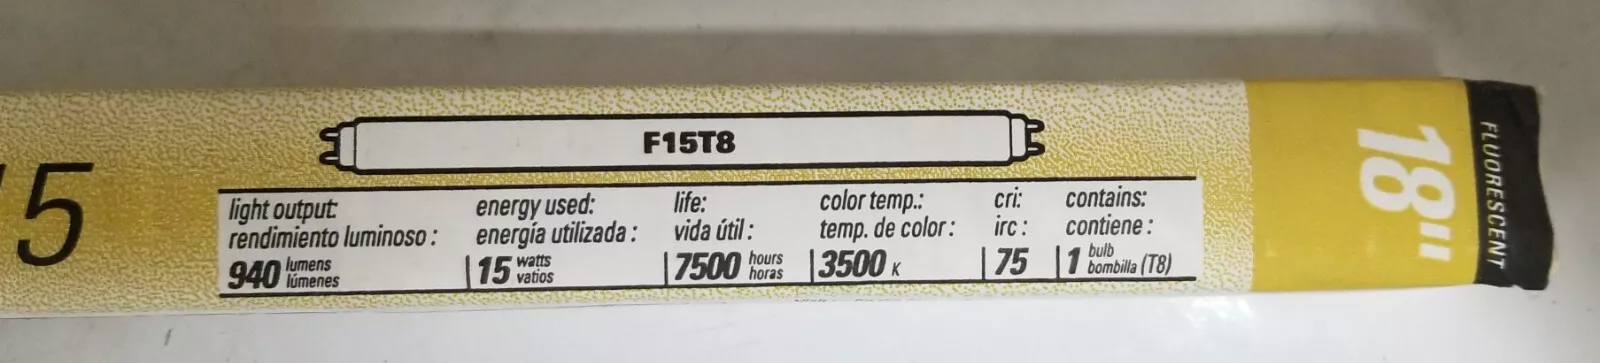 5
F15T8
light output: energy used: life: color temp.: cri: contains:
rendimiento luminoso: energía utilizada: vida útil: temp. de color: irc: contiene:
940 lumens lúmenes 15 watts vatios 7500 hours horas 3500 K 75 1 bulb bombilla (T8)
18"
FLUORESCENT